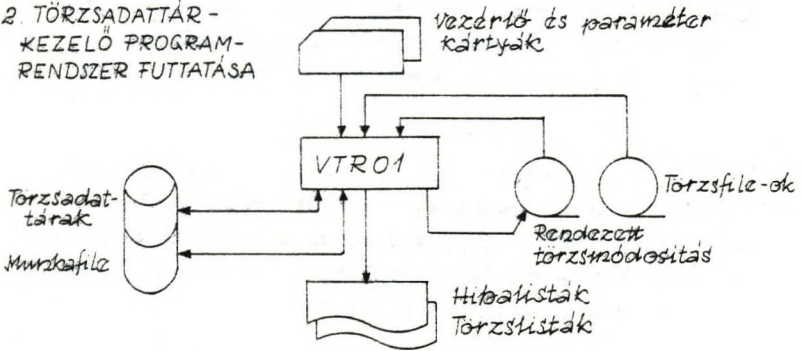 2. TÖRZSADATTÁR-
KEZELŐ PROGRAM-
RENDSZER FUTTATÁSA
vezérlő és paraméter
kártyák
VTR01
Törzsadat-
tárak
Munkafile
Törzsfile-ok
Rendezett
törzsmódosítás
Hibalisták
Törzslisták